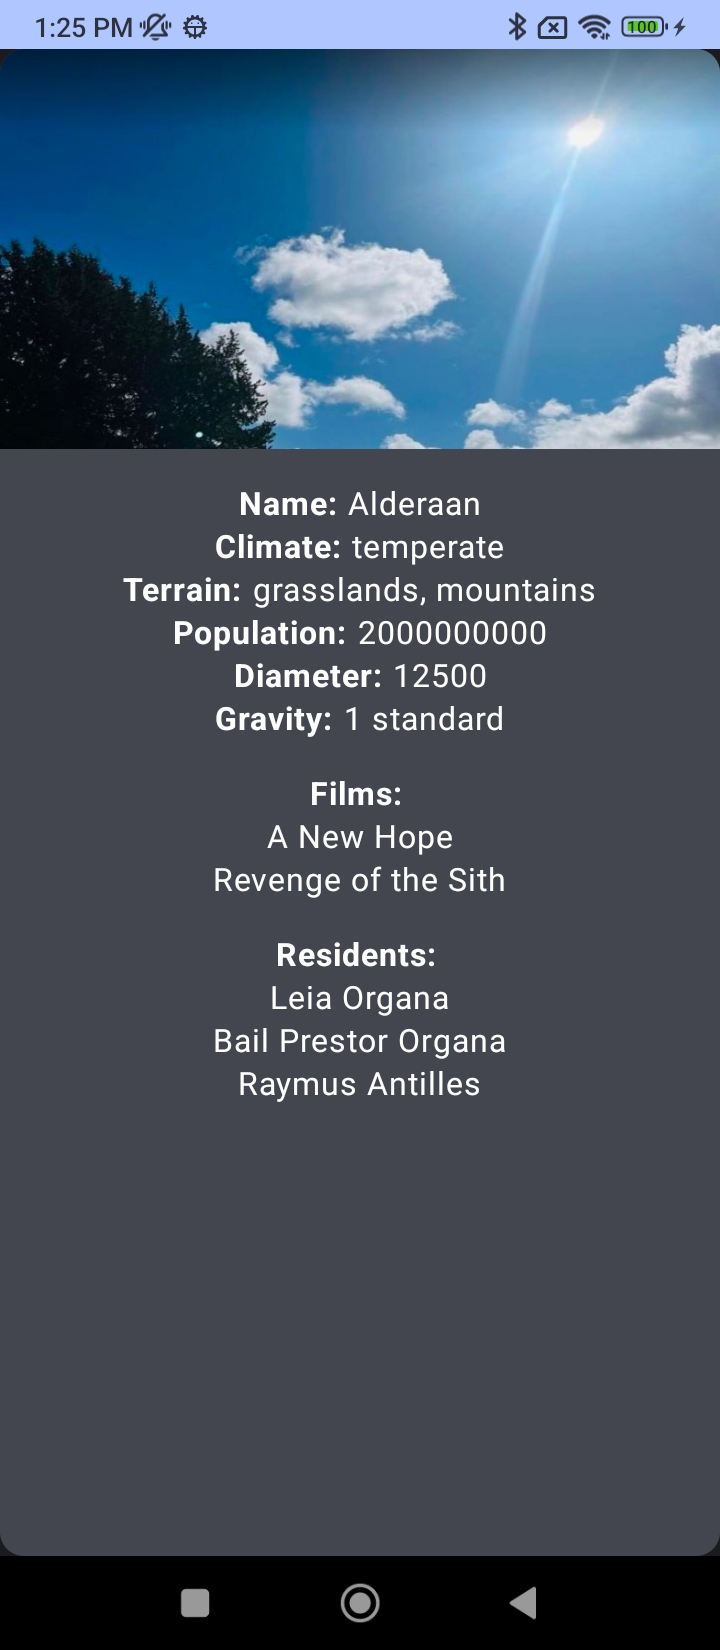 1:25 PM 100
Name: Alderaan
Climate: temperate
Terrain: grasslands, mountains
Population: 2000000000
Diameter: 12500
Gravity: 1 standard
Films:
A New Hope
Revenge of the Sith
Residents:
Leia Organa
Bail Prestor Organa
Raymus Antilles